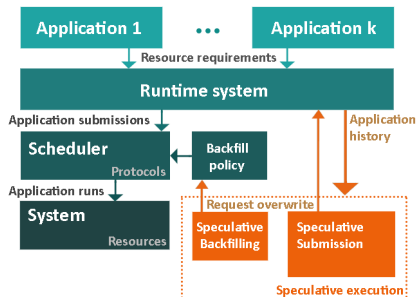 Application 1
...
Application k
Resource requirements
Runtime system
Application submissions
Application
history
Scheduler
Protocols
Backfill
policy
Application runs
System
Resources
Request overwrite
Speculative
Backfilling
Speculative
Submission
Speculative execution